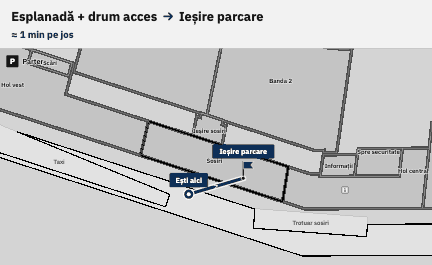 Esplanadă + drum acces → Ieșire parcare
≈ 1 min pe jos
P Parter
Scări
Hol vest
Banda 2
Ieșire sosiri
Ieșire parcare
Sosiri
Spre securitate
Informații
Hol central
Taxi
Ești aici
Trotuar sosiri